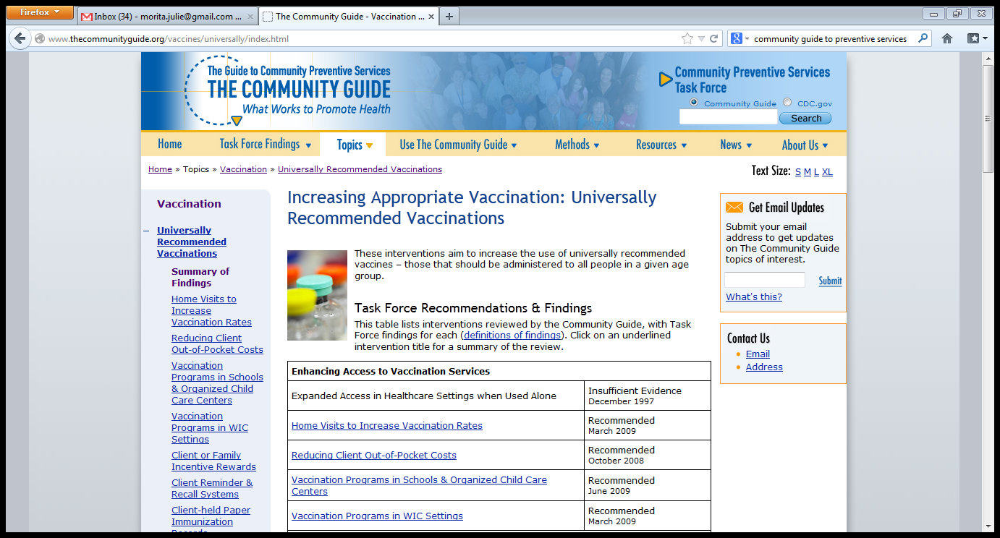 Firefox
Inbox (34) - morita.julie@gmail.com ...
The Community Guide - Vaccination ...
www.thecommunityguide.org/vaccines/universally/index.html
community guide to preventive services
The Guide to Community Preventive Services
THE COMMUNITY GUIDE
What Works to Promote Health
Community Preventive Services
Task Force
Community Guide
CDC.gov
Search
Home
Task Force Findings
Topics
Use The Community Guide
Methods
Resources
News
About Us
Home » Topics » Vaccination » Universally Recommended Vaccinations
Text Size: S M L XL
Vaccination
– Universally
Recommended
Vaccinations
Summary of
Findings
Home Visits to
Increase
Vaccination Rates
Reducing Client
Out-of-Pocket Costs
Vaccination
Programs in Schools
& Organized Child
Care Centers
Vaccination
Programs in WIC
Settings
Client or Family
Incentive Rewards
Client Reminder &
Recall Systems
Client-held Paper
Immunization
Increasing Appropriate Vaccination: Universally
Recommended Vaccinations
These interventions aim to increase the use of universally recommended
vaccines – those that should be administered to all people in a given age
group.
Task Force Recommendations & Findings
This table lists interventions reviewed by the Community Guide, with Task
Force findings for each (definitions of findings). Click on an underlined
intervention title for a summary of the review.
Enhancing Access to Vaccination Services
Expanded Access in Healthcare Settings when Used Alone
Insufficient Evidence
December 1997
Home Visits to Increase Vaccination Rates
Recommended
March 2009
Reducing Client Out-of-Pocket Costs
Recommended
October 2008
Vaccination Programs in Schools & Organized Child Care
Centers
Recommended
June 2009
Vaccination Programs in WIC Settings
Recommended
March 2009
Get Email Updates
Submit your email
address to get updates
on The Community Guide
topics of interest.
Submit
What's this?
Contact Us
Email
Address